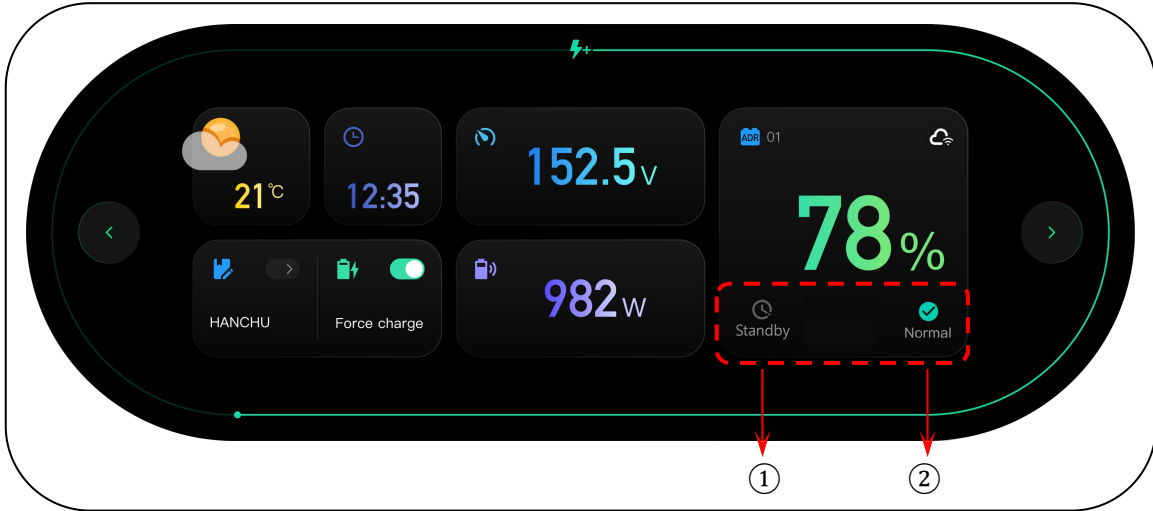 ADR 01
21℃
12:35
152.5V
78%
HANCHU
Force charge
982W
Standby
Normal
①
②